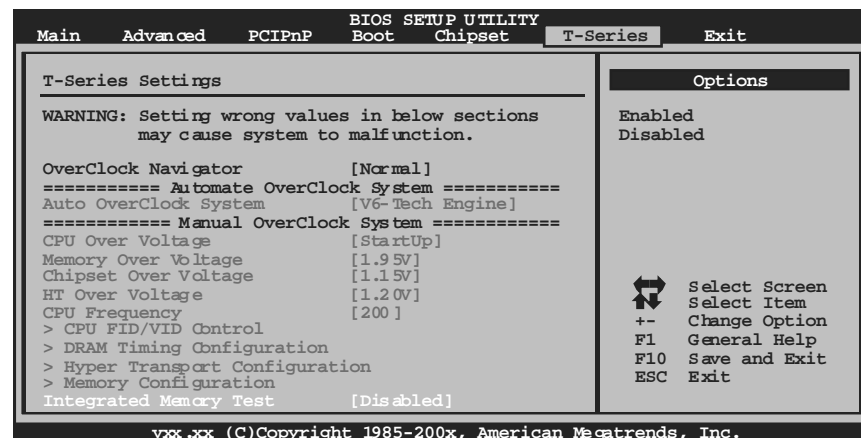 BIOS SETUP UTILITY
Main Advanced PCIPnP Boot Chipset T-Series Exit
T-Series Settings
WARNING: Setting wrong values in below sections
may cause system to malfunction.
OverClock Navigator [Normal]
=========== Automate OverClock System ===========
Auto OverClock System [V6-Tech Engine]
============ Manual OverClock System ============
CPU Over Voltage [StartUp]
Memory Over Voltage [1.95V]
Chipset Over Voltage [1.15V]
HT Over Voltage [1.20V]
CPU Frequency [200 ]
> CPU FID/VID Control
> DRAM Timing Configuration
> Hyper Transport Configuration
> Memory Configuration
Integrated Memory Test [Disabled]
Options
Enabled
Disabled
Select Screen
Select Item
+- Change Option
F1 General Help
F10 Save and Exit
ESC Exit
vxx.xx (C)Copyright 1985-200x, American Megatrends, Inc.